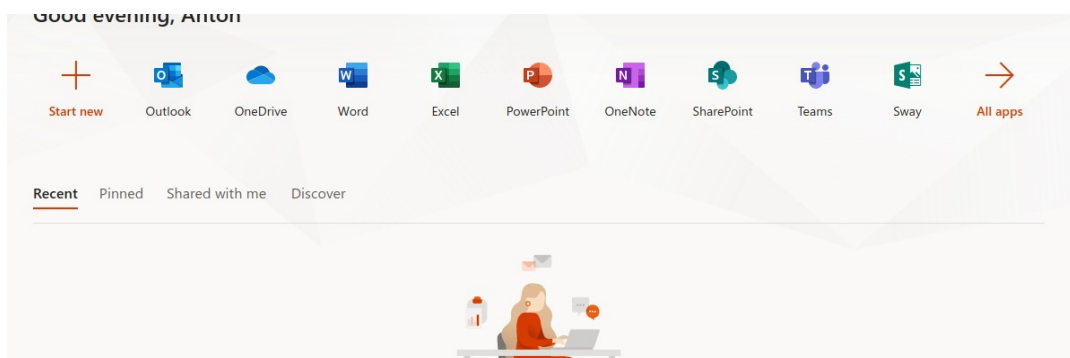 Good evening, Anton
Start new Outlook OneDrive Word Excel PowerPoint OneNote SharePoint Teams Sway All apps
Recent Pinned Shared with me Discover